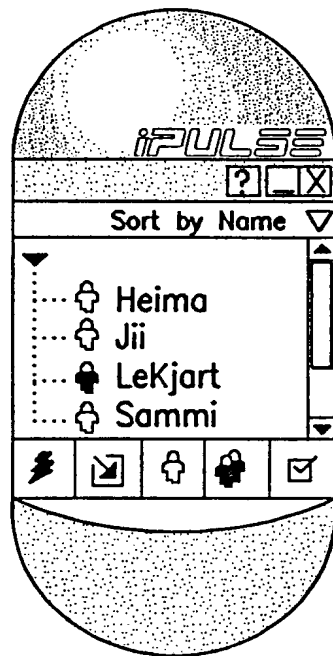 iPULSE
? _ X
Sort by Name
Heima
Jii
LeKjart
Sammi